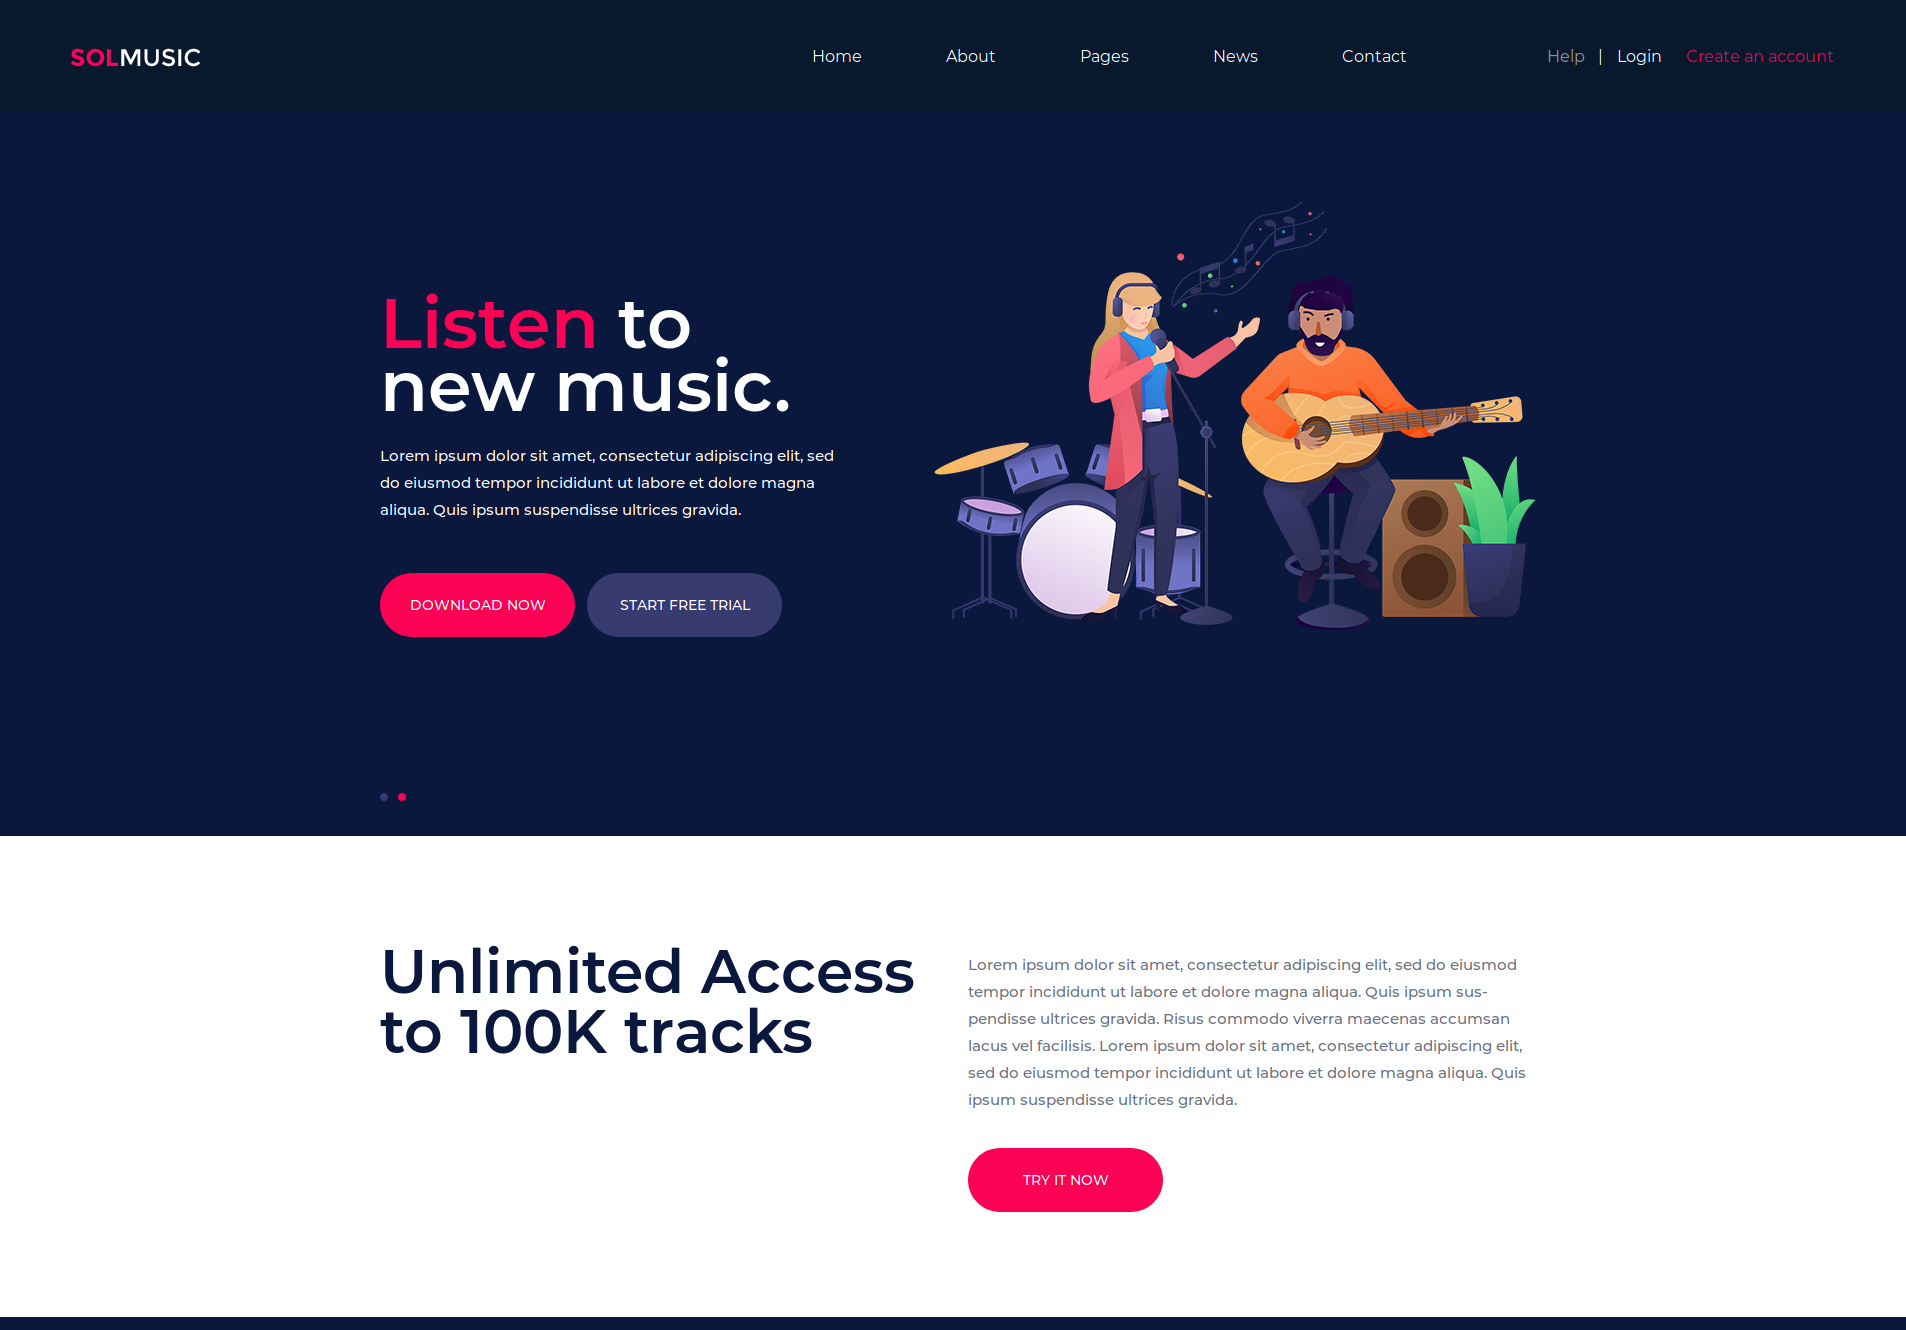 SOLMUSIC
Home About Pages News Contact Help | Login Create an account
Listen to
new music.
Lorem ipsum dolor sit amet, consectetur adipiscing elit, sed
do eiusmod tempor incididunt ut labore et dolore magna
aliqua. Quis ipsum suspendisse ultrices gravida.
DOWNLOAD NOW START FREE TRIAL
Unlimited Access
to 100K tracks
Lorem ipsum dolor sit amet, consectetur adipiscing elit, sed do eiusmod
tempor incididunt ut labore et dolore magna aliqua. Quis ipsum sus-
pendisse ultrices gravida. Risus commodo viverra maecenas accumsan
lacus vel facilisis. Lorem ipsum dolor sit amet, consectetur adipiscing elit,
sed do eiusmod tempor incididunt ut labore et dolore magna aliqua. Quis
ipsum suspendisse ultrices gravida.
TRY IT NOW